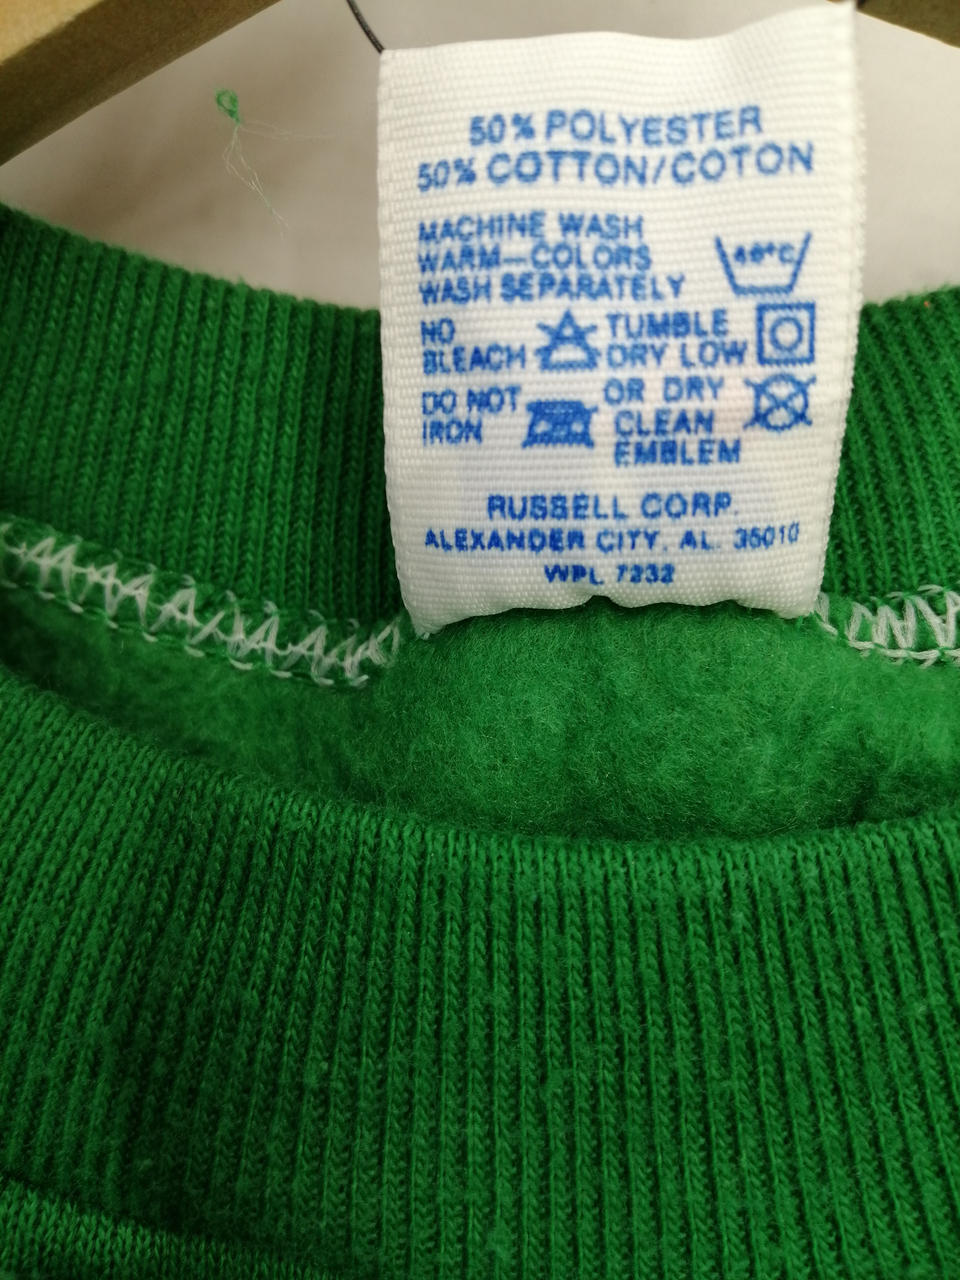 50% POLYESTER
50% COTTON/COTON
MACHINE WASH
WARM—COLORS
WASH SEPARATELY
40°C
NO
BLEACH
TUMBLE
DRY LOW
DO NOT
IRON
OR DRY
CLEAN
EMBLEM
RUSSELL CORP.
ALEXANDER CITY, AL. 35010
WPL 7232